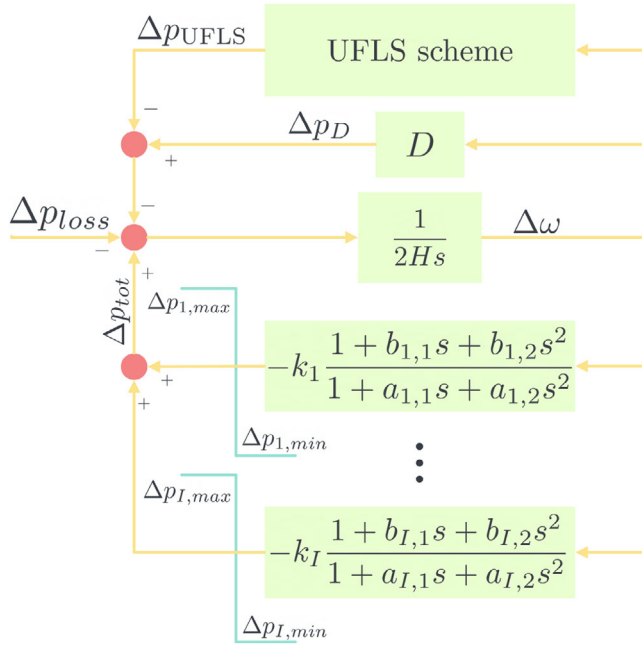 Δp_UFLS
UFLS scheme
−
Δp_D
D
+
−
Δp_loss
−
1
2Hs
Δω
+
Δp_tot
Δp_{1,max}
−k_1 (1 + b_{1,1}s + b_{1,2}s^2)/(1 + a_{1,1}s + a_{1,2}s^2)
+
+
Δp_{1,min}
⋮
Δp_{I,max}
−k_I (1 + b_{I,1}s + b_{I,2}s^2)/(1 + a_{I,1}s + a_{I,2}s^2)
Δp_{I,min}